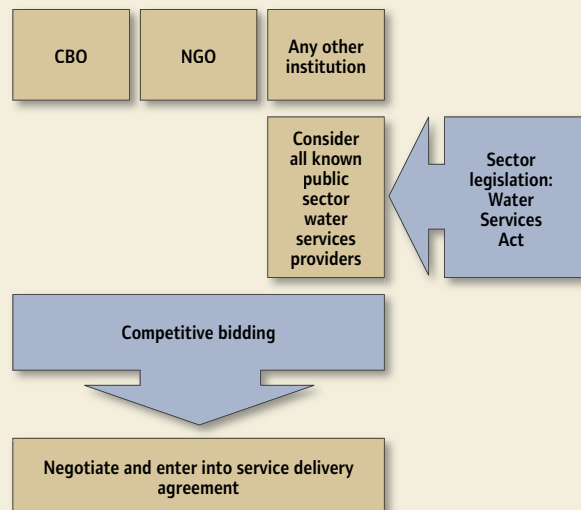 CBO
NGO
Any other
institution
Consider
all known
public
sector
water
services
providers
Sector
legislation:
Water
Services
Act
Competitive bidding
Negotiate and enter into service delivery
agreement